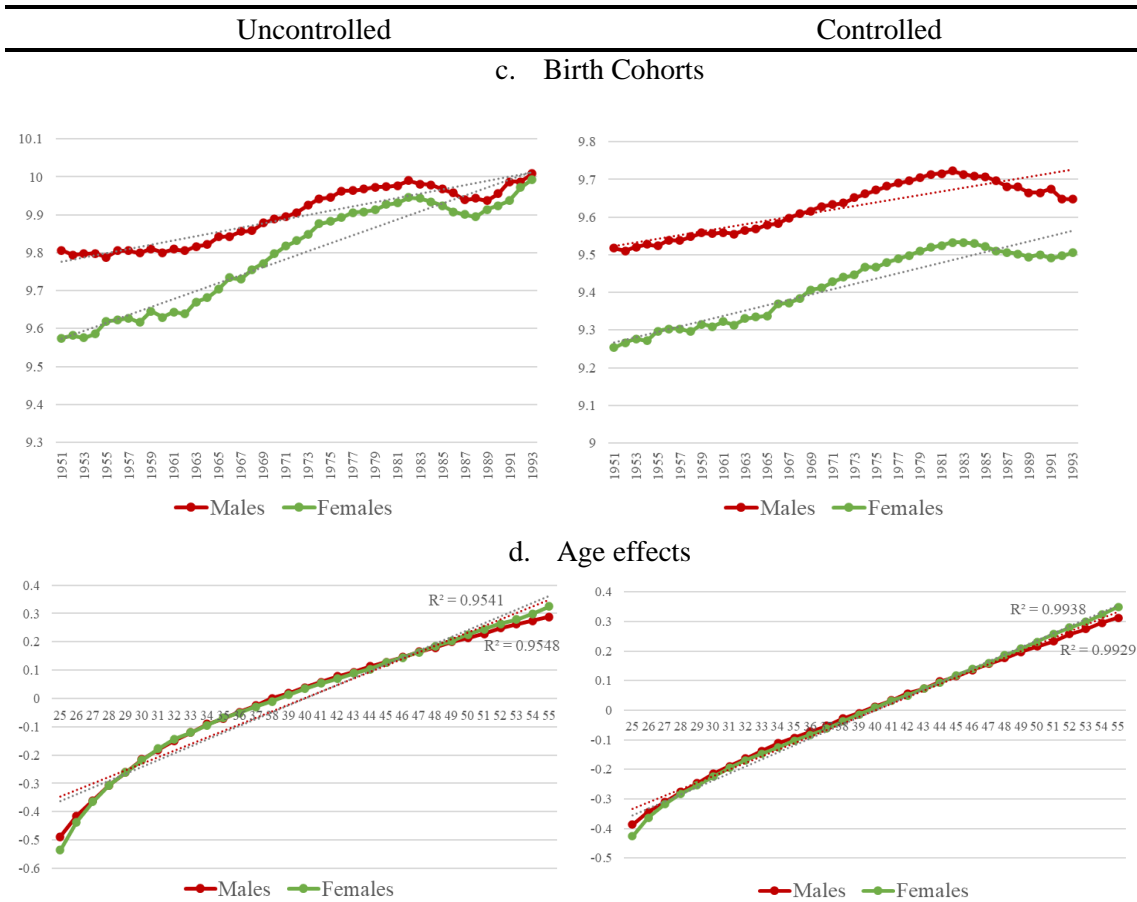 Uncontrolled Controlled
c. Birth Cohorts
10.1
10
9.9
9.8
9.7
9.6
9.5
9.4
9.3
1951 1953 1955 1957 1959 1961 1963 1965 1967 1969 1971 1973 1975 1977 1979 1981 1983 1985 1987 1989 1991 1993
Males Females
9.8
9.7
9.6
9.5
9.4
9.3
9.2
9.1
9
1951 1953 1955 1957 1959 1961 1963 1965 1967 1969 1971 1973 1975 1977 1979 1981 1983 1985 1987 1989 1991 1993
Males Females
d. Age effects
0.4
0.3
0.2
0.1
0
-0.1
-0.2
-0.3
-0.4
-0.5
-0.6
R² = 0.9541
R² = 0.9548
25 26 27 28 29 30 31 32 33 34 35 36 37 38 39 40 41 42 43 44 45 46 47 48 49 50 51 52 53 54 55
Males Females
0.4
0.3
0.2
0.1
0
-0.1
-0.2
-0.3
-0.4
-0.5
R² = 0.9938
R² = 0.9929
25 26 27 28 29 30 31 32 33 34 35 36 37 38 39 40 41 42 43 44 45 46 47 48 49 50 51 52 53 54 55
Males Females